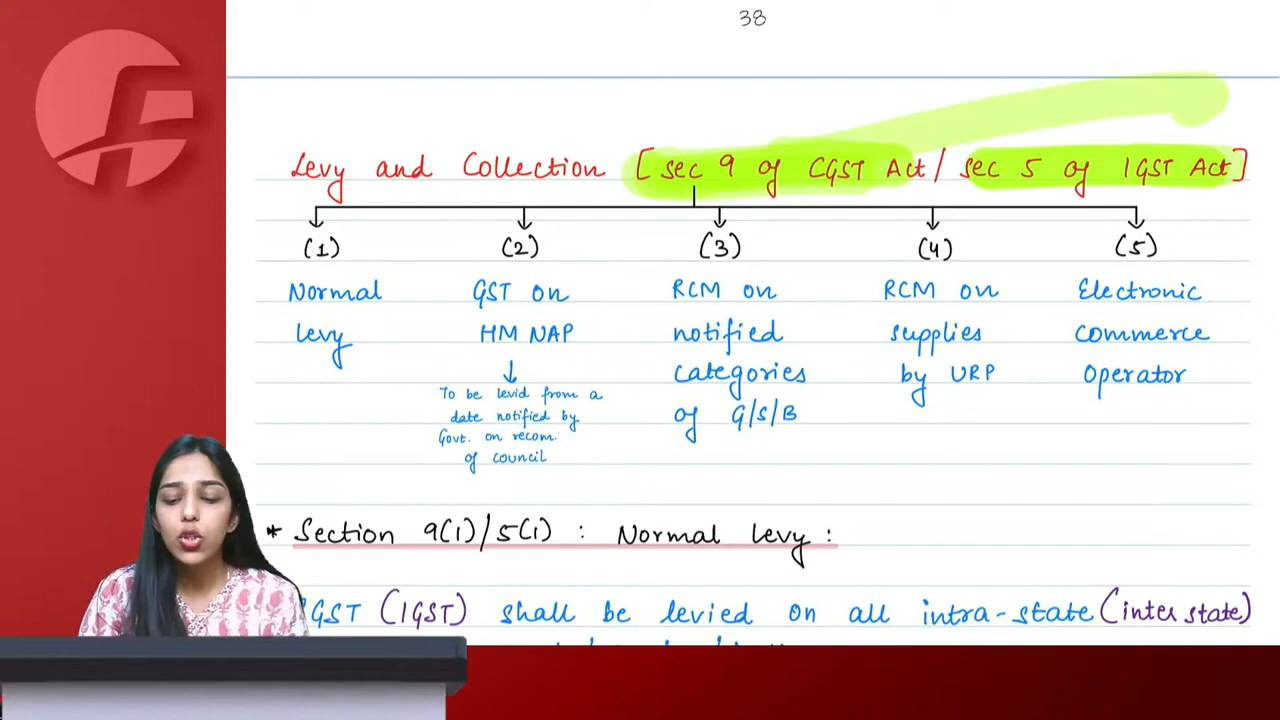 38
Levy and Collection [sec 9 of CGST Act / sec 5 of IGST Act]
(1) (2) (3) (4) (5)
Normal levy
GST on HM NAP
To be levid from a
date notified by
Govt. on recom.
of council
RCM on
notified
categories
of G/S/B
RCM on
supplies
by URP
Electronic
commerce
operator
* Section 9(1)/5(1) : Normal levy :
GST (IGST) shall be levied on all intra-state (inter state)